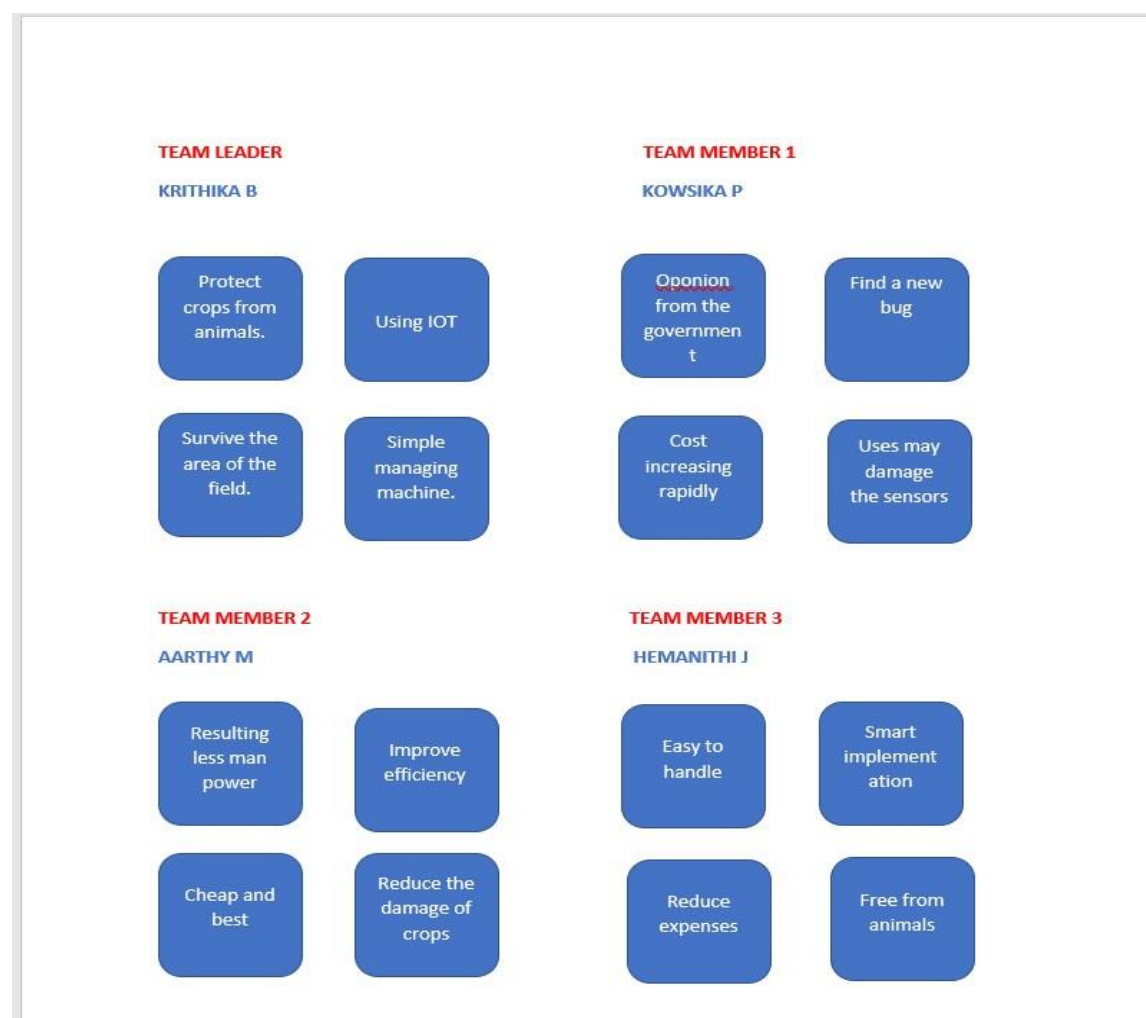 TEAM LEADER
KRITHIKA B
Protect
crops from
animals.
Using IOT
Survive the
area of the
field.
Simple
managing
machine.
TEAM MEMBER 1
KOWSIKA P
Oponion
from the
governmen
t
Find a new
bug
Cost
increasing
rapidly
Uses may
damage
the sensors
TEAM MEMBER 2
AARTHY M
Resulting
less man
power
Improve
efficiency
Cheap and
best
Reduce the
damage of
crops
TEAM MEMBER 3
HEMANITHI J
Easy to
handle
Smart
implement
ation
Reduce
expenses
Free from
animals